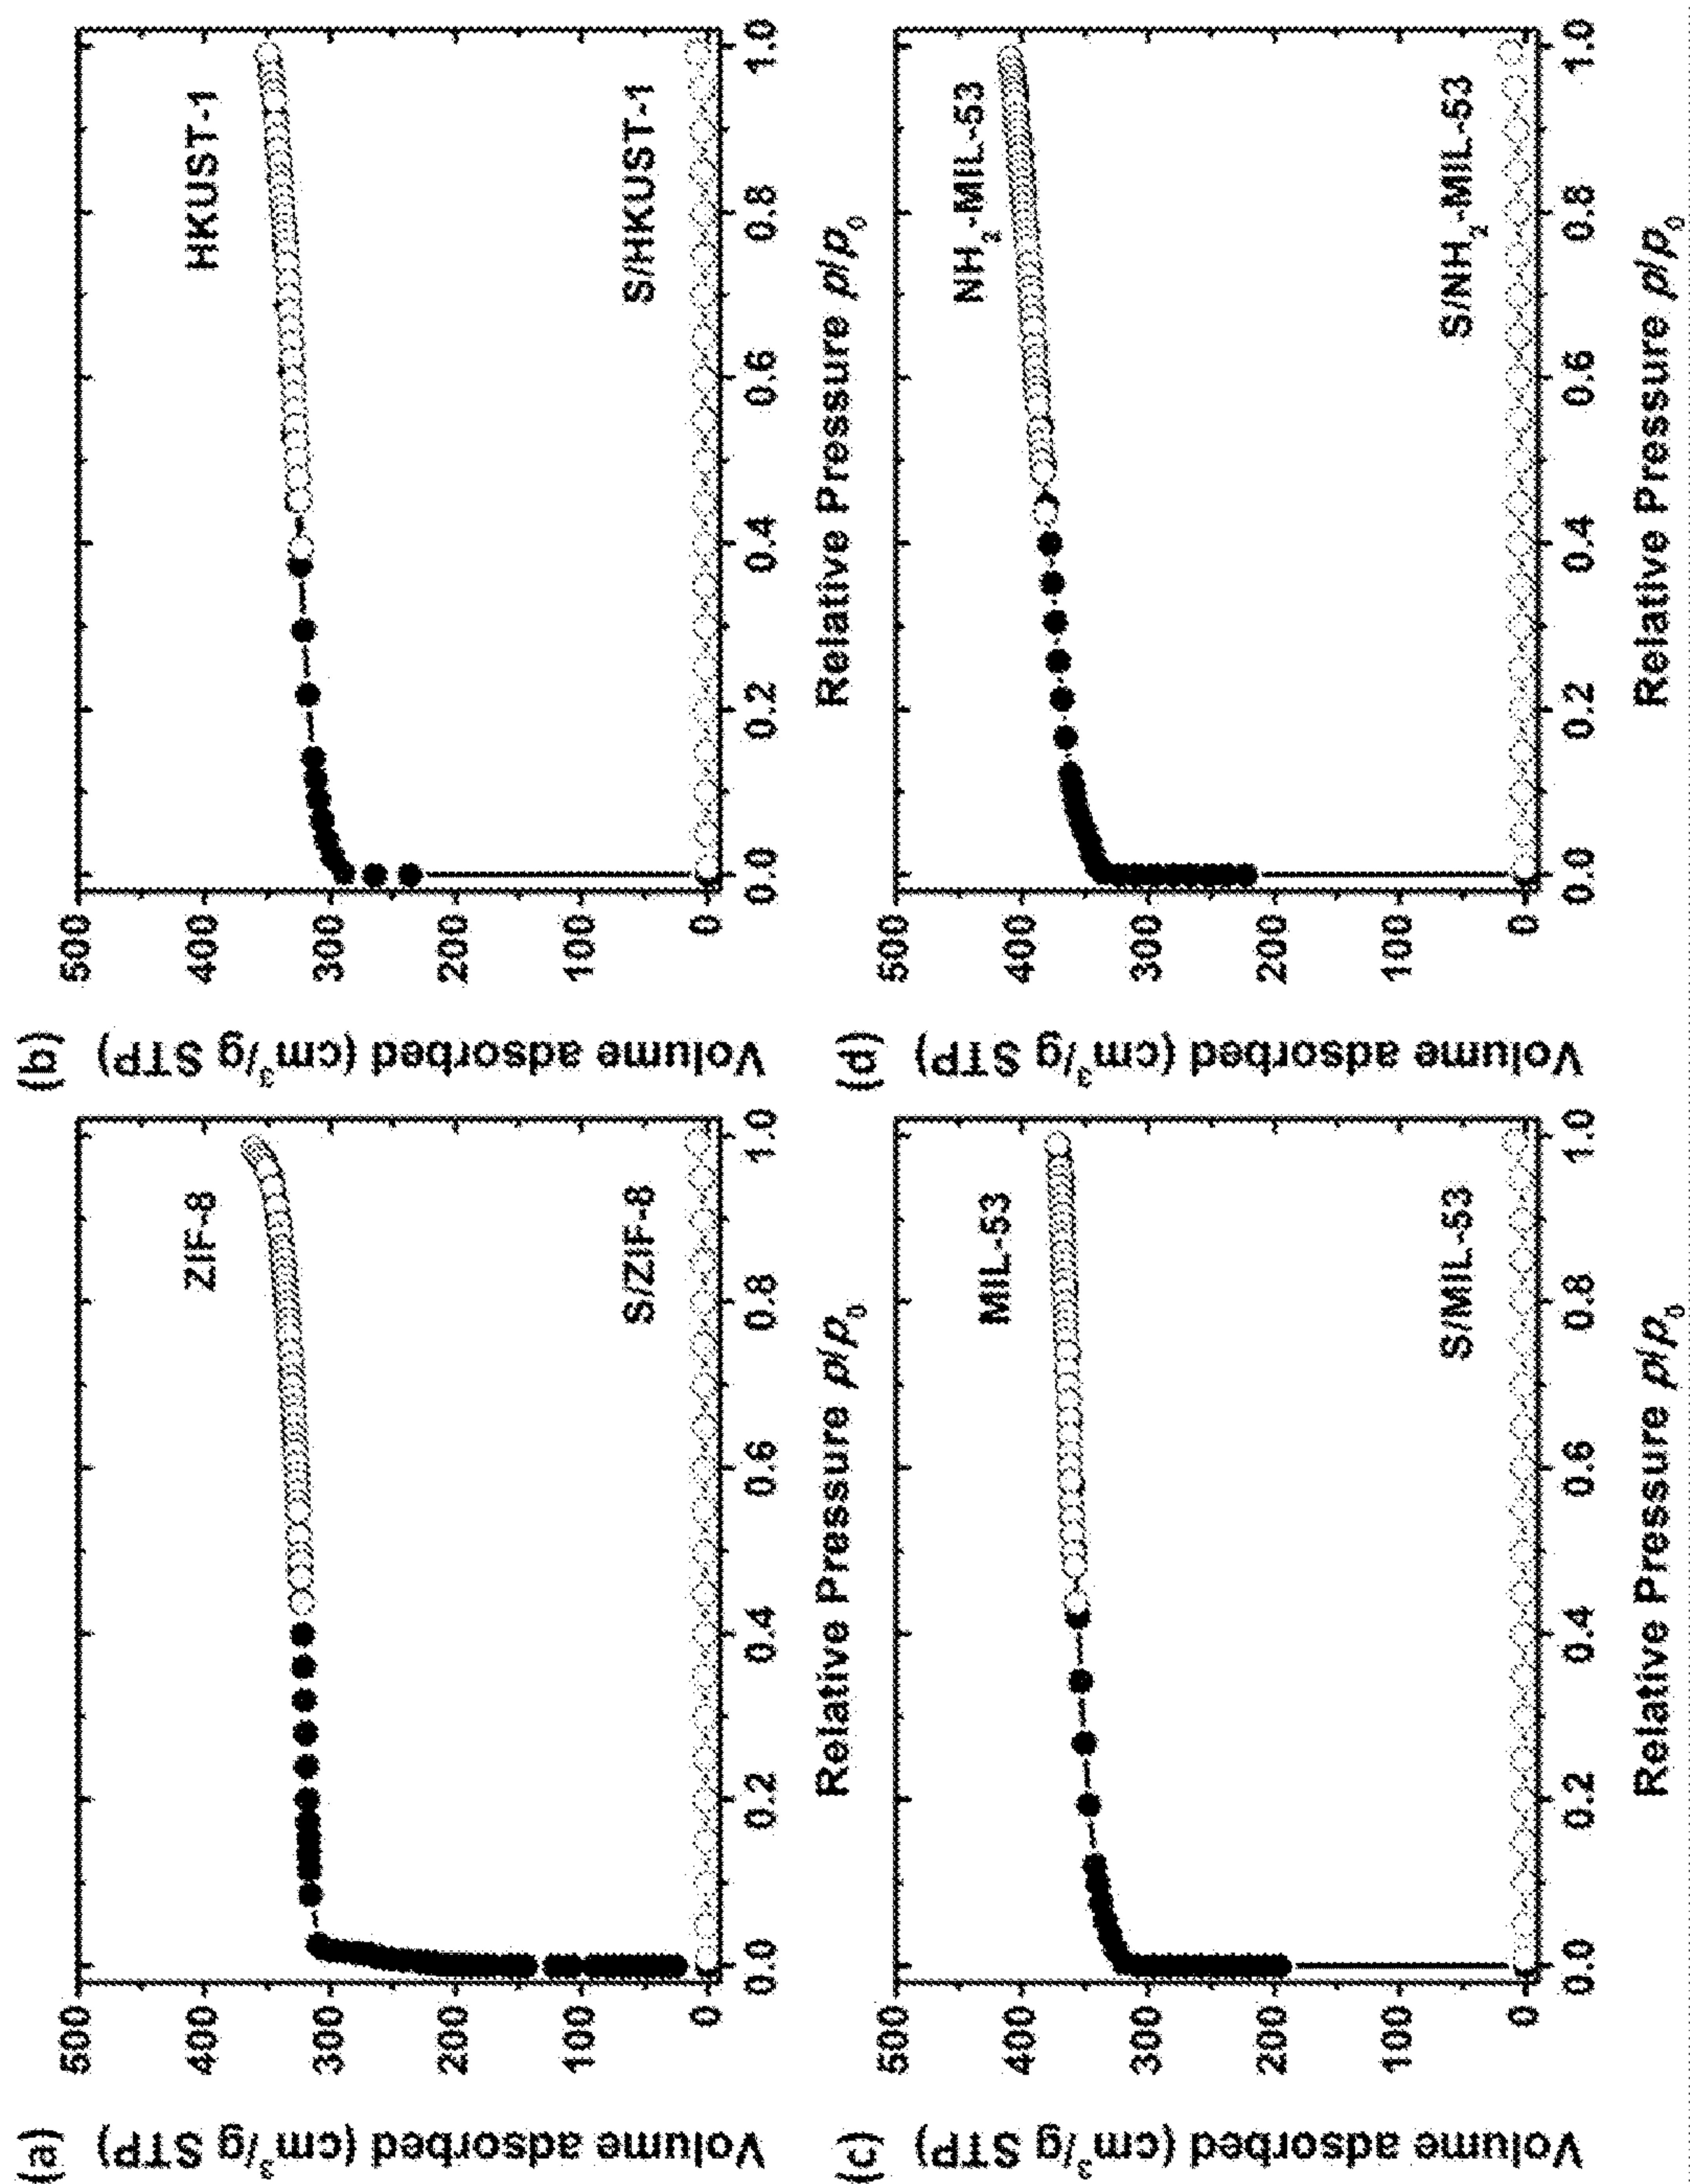 (a)
Volume adsorbed (cm³/g STP)
500
400
300
200
100
0
ZIF-8
S/ZIF-8
0.0 0.2 0.4 0.6 0.8 1.0
Relative Pressure p/p₀
(b)
Volume adsorbed (cm³/g STP)
500
400
300
200
100
0
HKUST-1
S/HKUST-1
0.0 0.2 0.4 0.6 0.8 1.0
Relative Pressure p/p₀
(c)
Volume adsorbed (cm³/g STP)
500
400
300
200
100
0
MIL-53
S/MIL-53
0.0 0.2 0.4 0.6 0.8 1.0
Relative Pressure p/p₀
(d)
Volume adsorbed (cm³/g STP)
500
400
300
200
100
0
NH₂-MIL-53
S/NH₂-MIL-53
0.0 0.2 0.4 0.6 0.8 1.0
Relative Pressure p/p₀